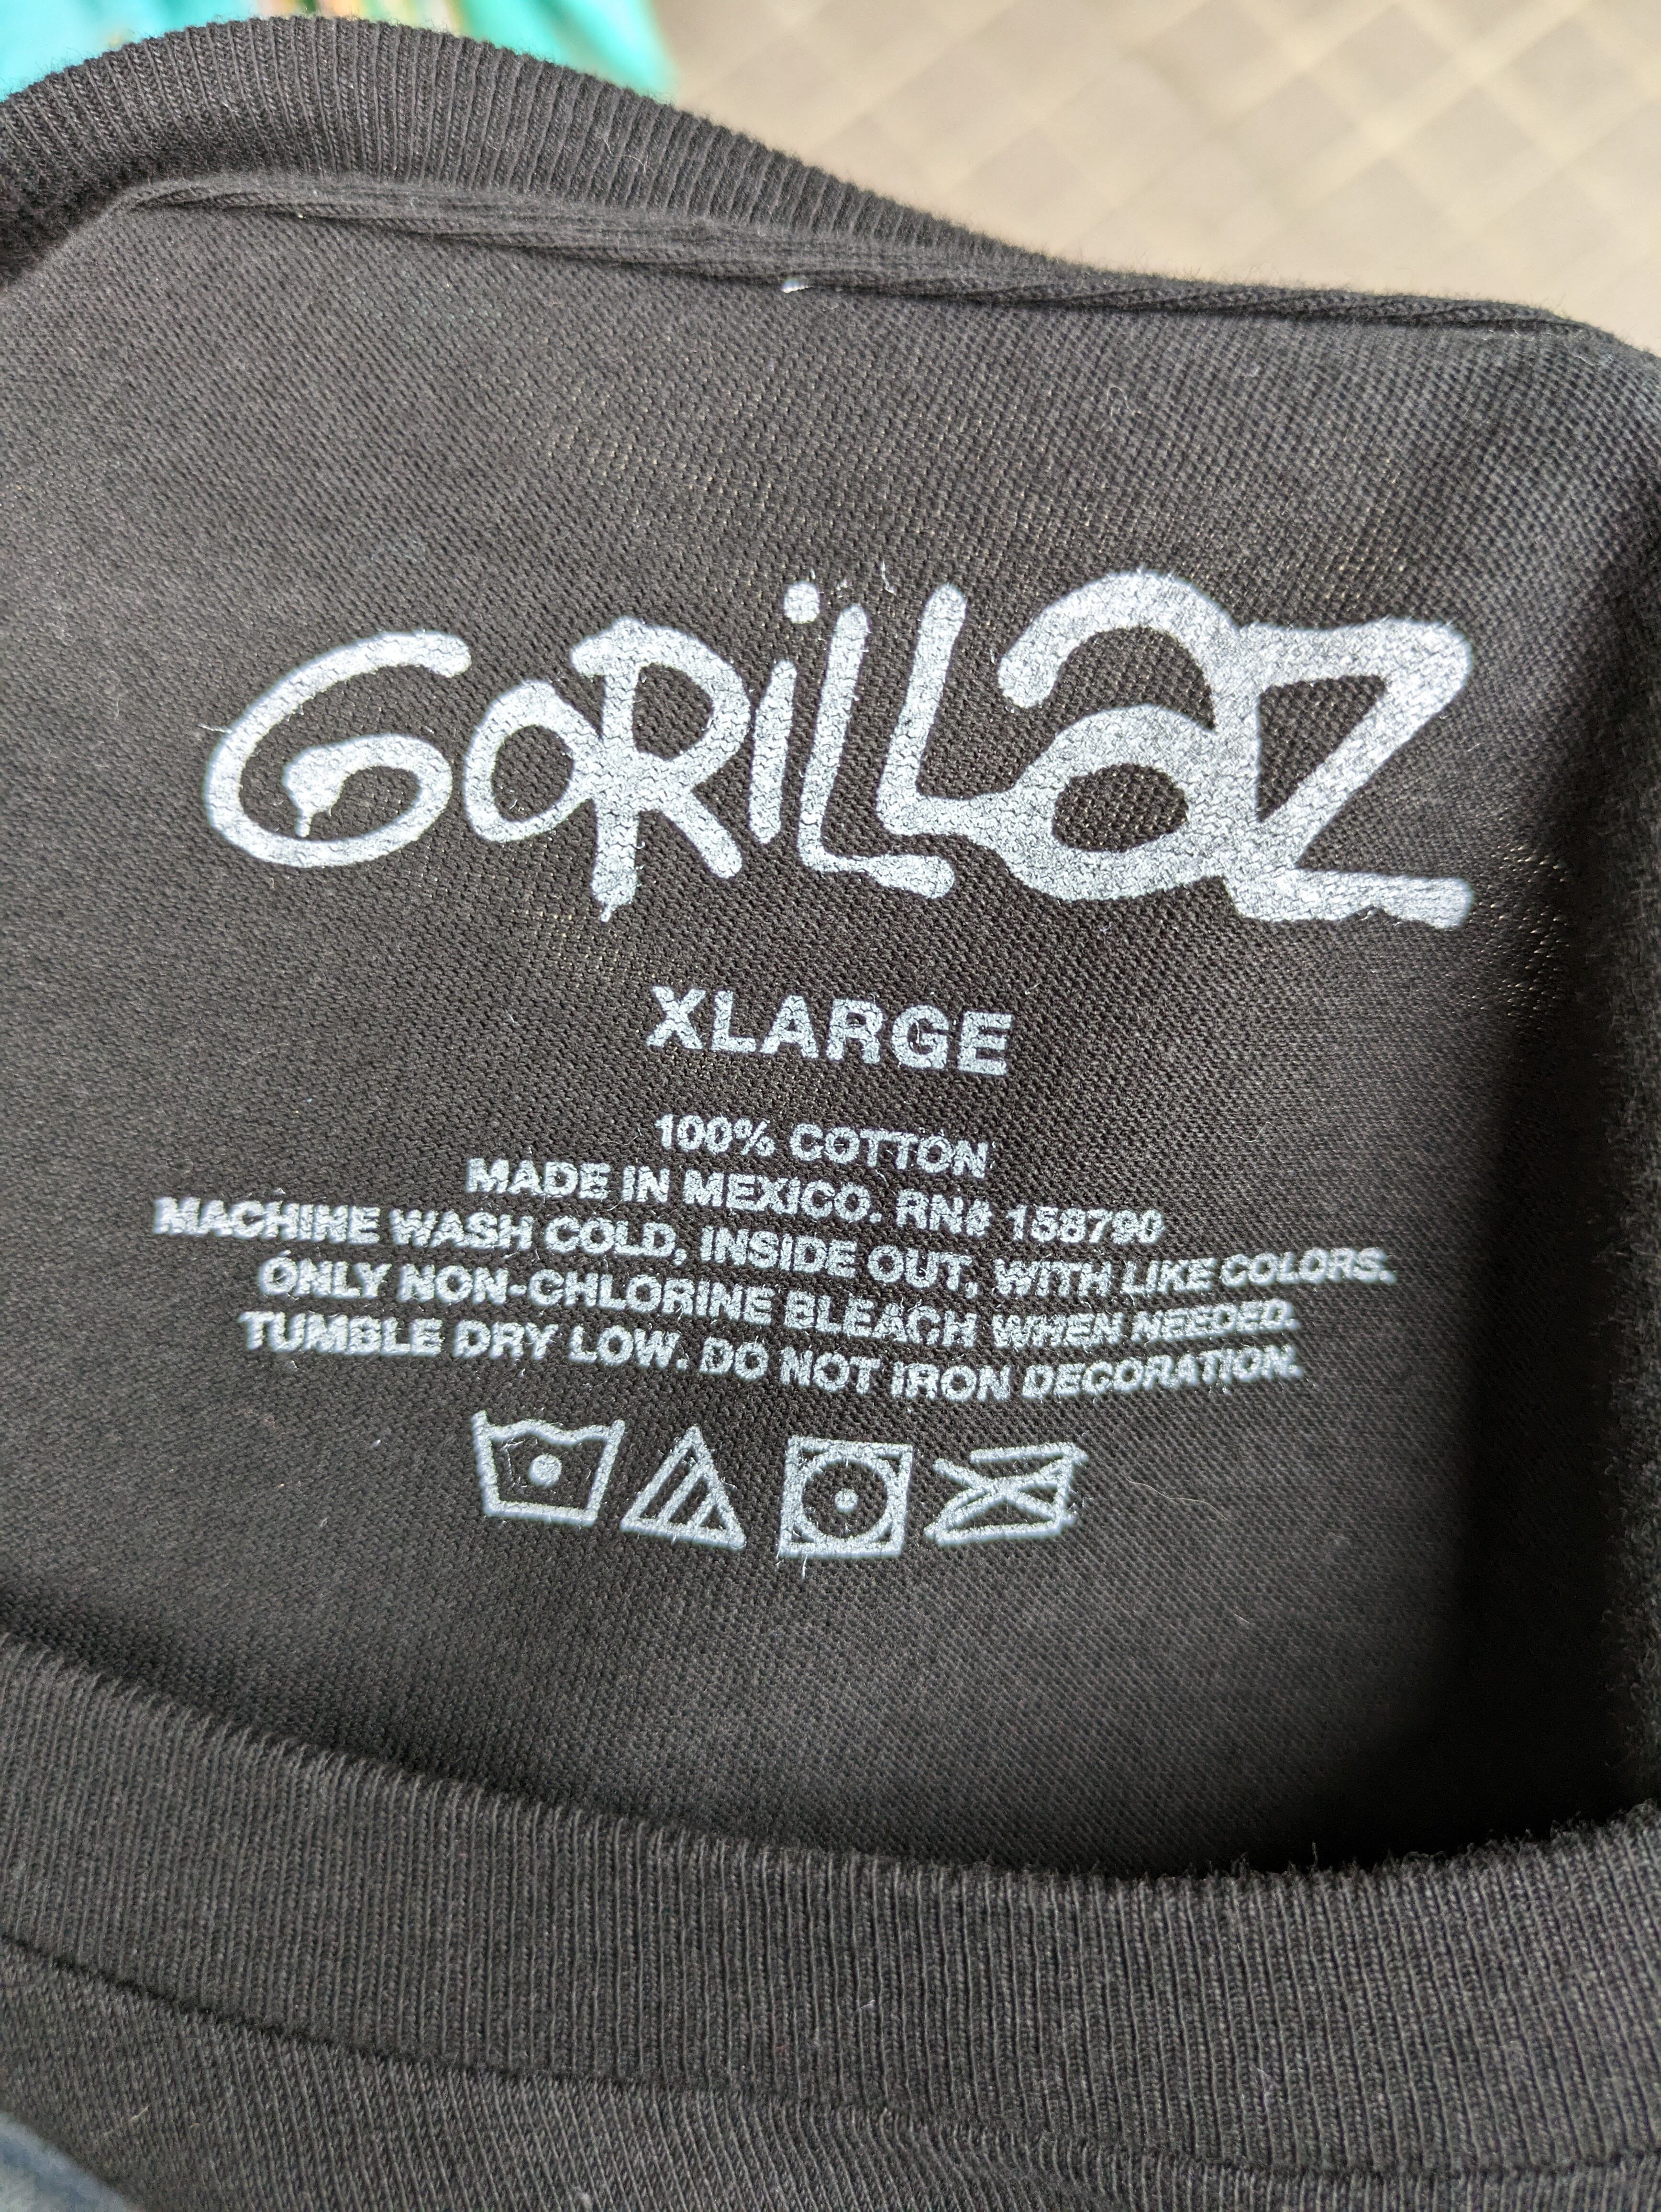 GORiLLaZ
XLARGE
100% COTTON
MADE IN MEXICO. RN# 158790
MACHINE WASH COLD, INSIDE OUT, WITH LIKE COLORS.
ONLY NON-CHLORINE BLEACH WHEN NEEDED.
TUMBLE DRY LOW. DO NOT IRON DECORATION.